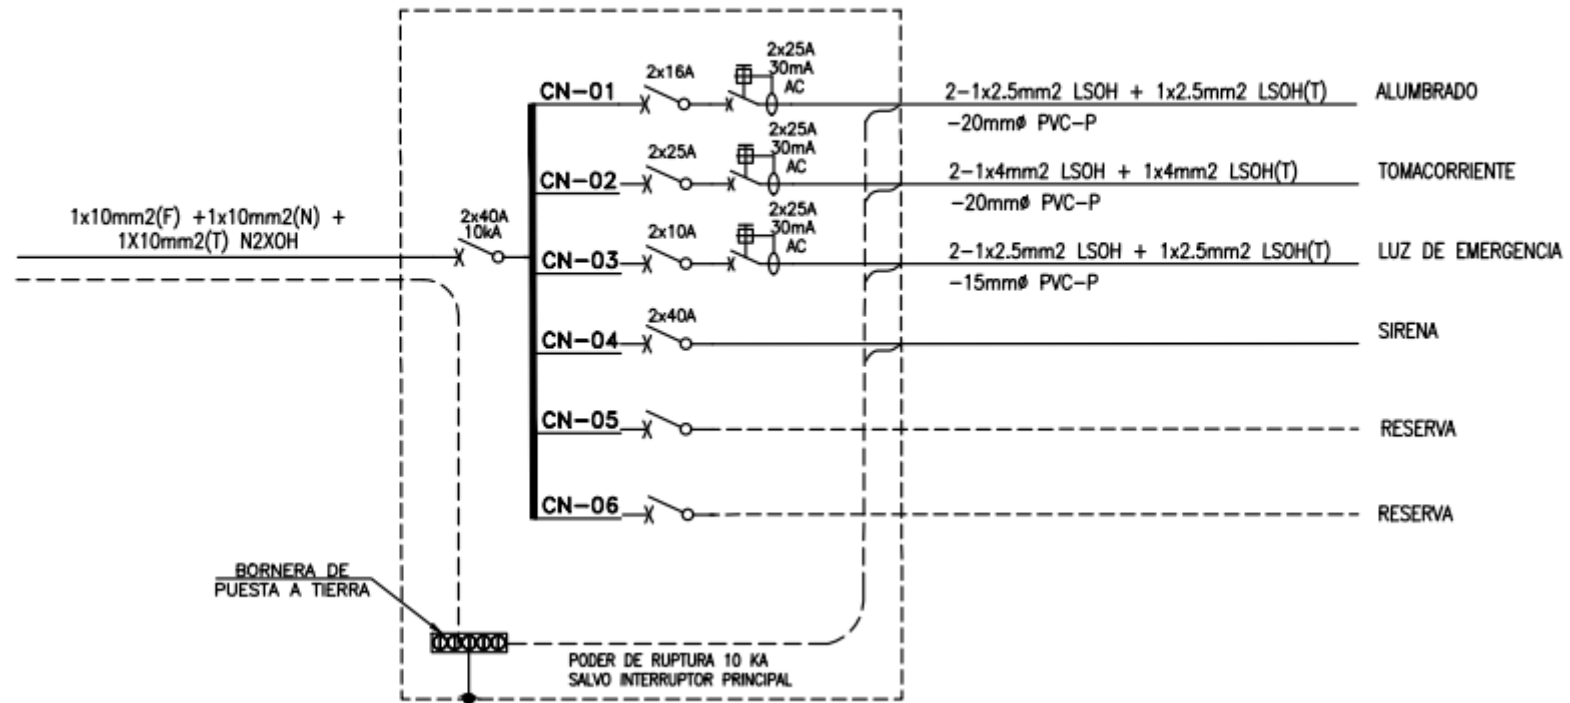 2x25A
30mA
AC
2x16A
CN-01
2-1x2.5mm2 LSOH + 1x2.5mm2 LSOH(T)
ALUMBRADO
-20mmø PVC-P
2x25A
30mA
AC
2x25A
CN-02
2-1x4mm2 LSOH + 1x4mm2 LSOH(T)
TOMACORRIENTE
-20mmø PVC-P
1x10mm2(F) +1x10mm2(N) +
1X10mm2(T) N2XOH
2x40A
10kA
2x25A
30mA
AC
2x10A
CN-03
2-1x2.5mm2 LSOH + 1x2.5mm2 LSOH(T)
LUZ DE EMERGENCIA
-15mmø PVC-P
2x40A
CN-04
SIRENA
CN-05
RESERVA
CN-06
RESERVA
BORNERA DE
PUESTA A TIERRA
PODER DE RUPTURA 10 KA
SALVO INTERRUPTOR PRINCIPAL